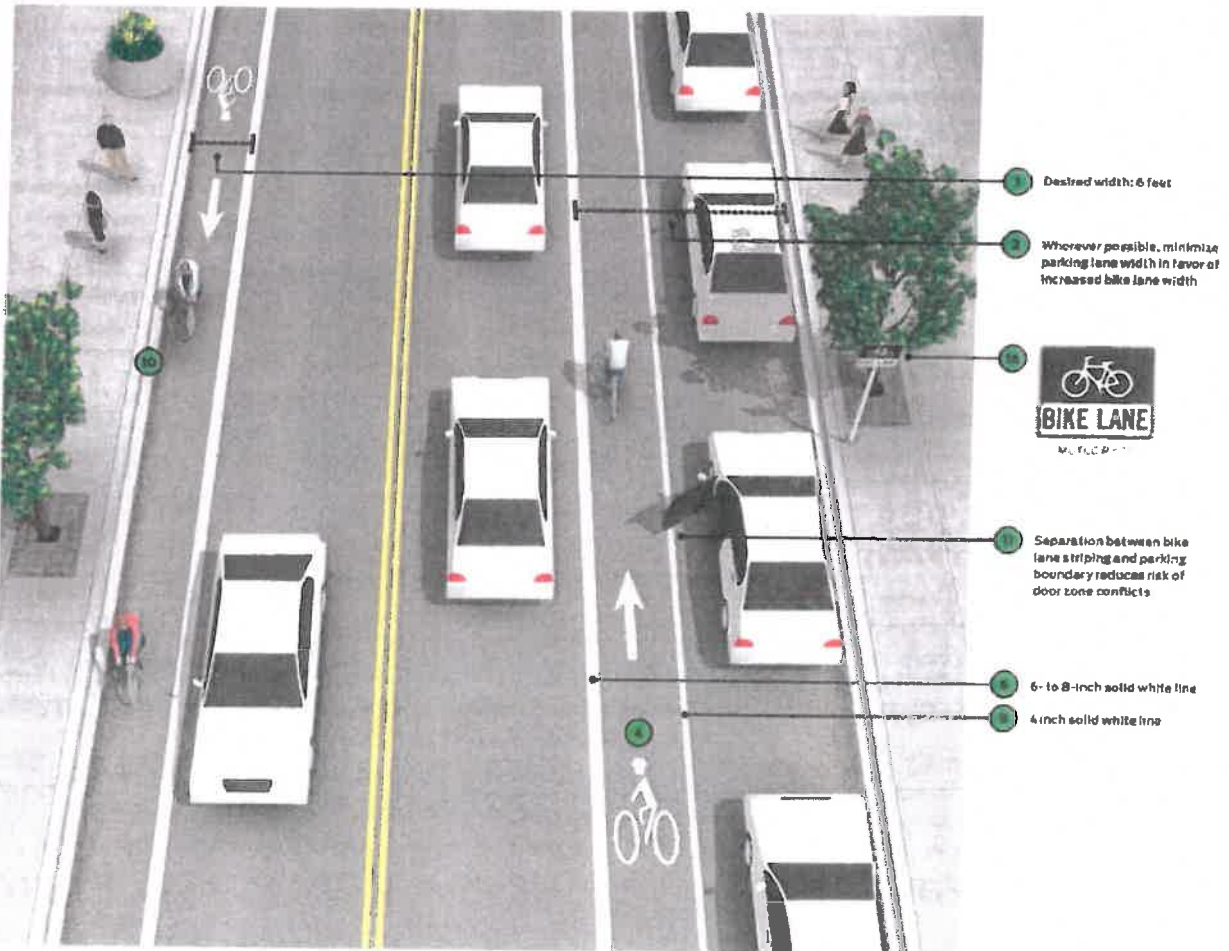 Desired width: 6 feet
Wherever possible, minimize
parking lane width in favor of
increased bike lane width
BIKE LANE
10
Separation between bike
lane striping and parking
boundary reduces risk of
door zone conflicts
6- to 8-inch solid white line
4 inch solid white line
4